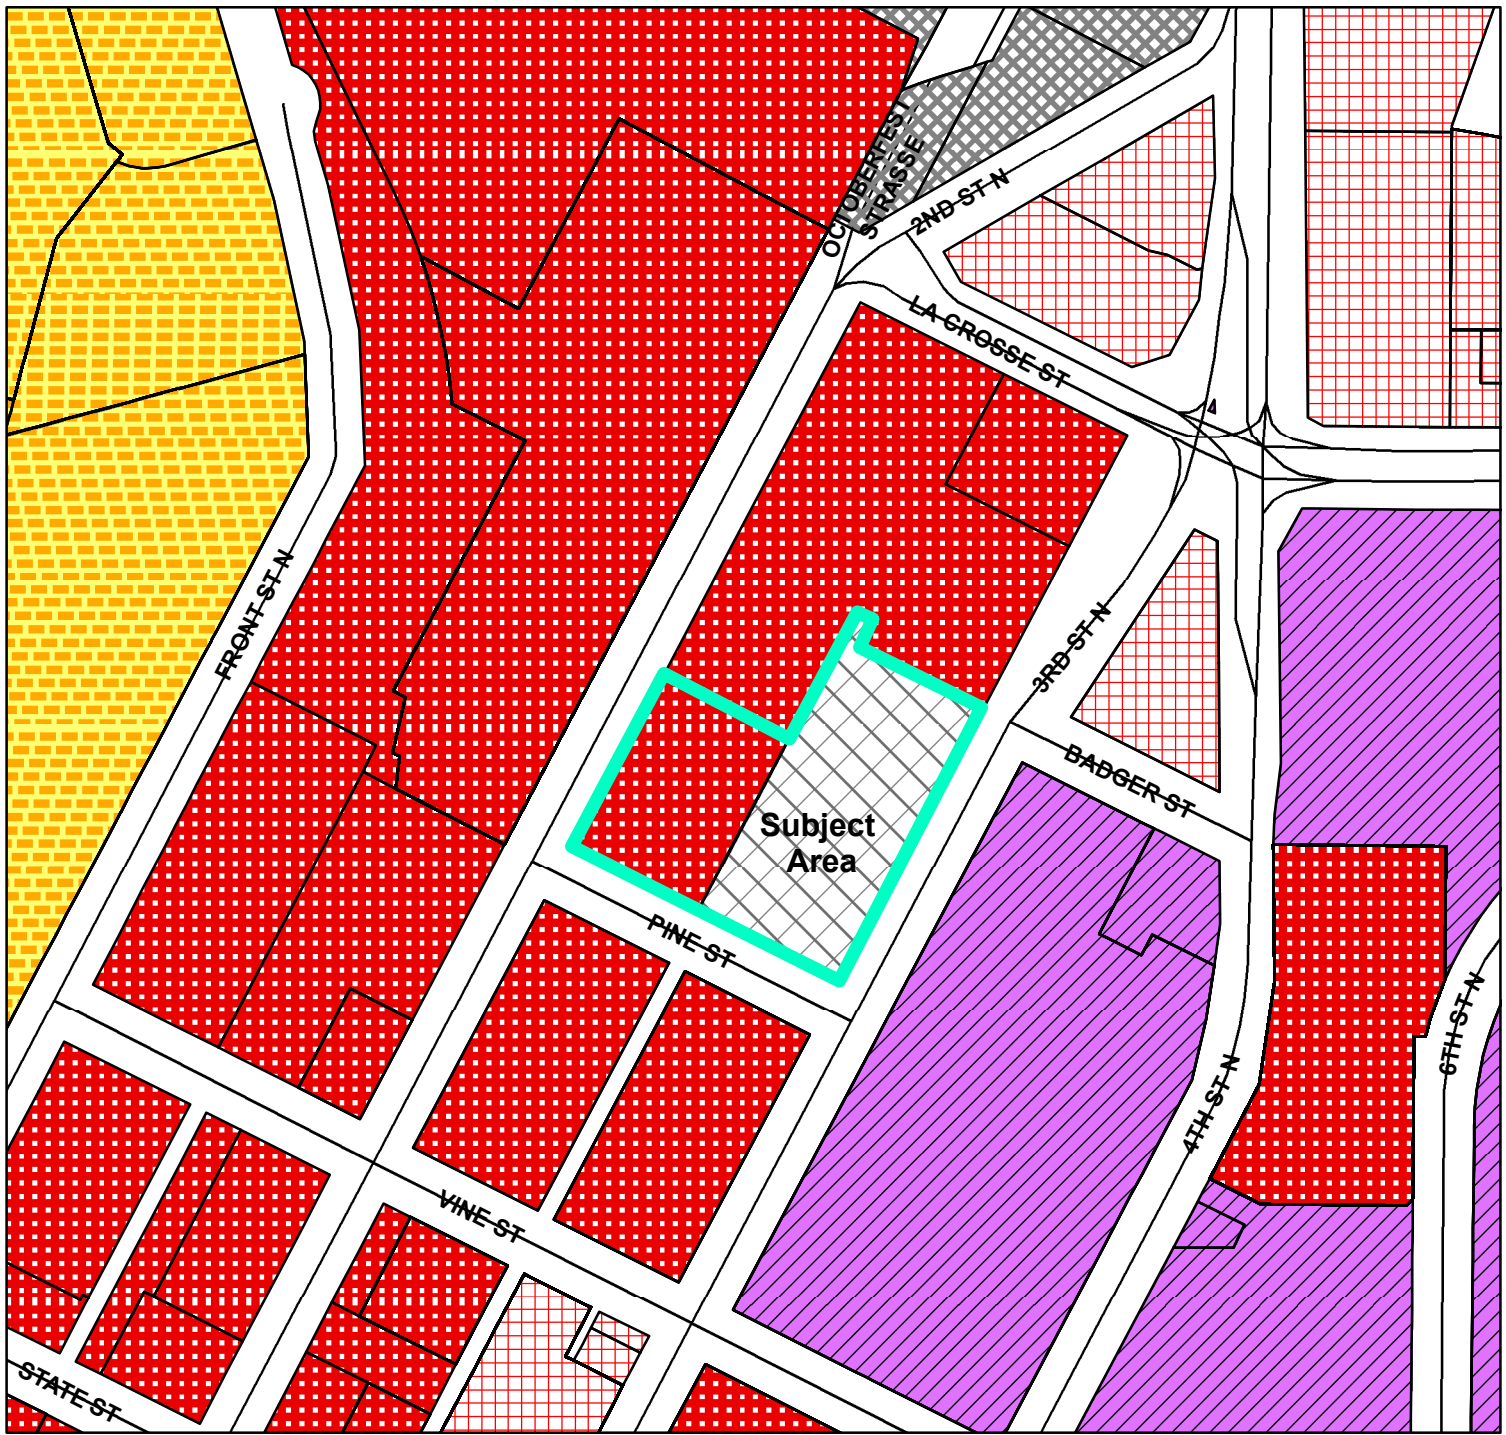 OCTOBERFEST
STRASSE
2ND ST N
LA CROSSE ST
FRONT ST N
3RD ST N
BADGER ST
Subject
Area
PINE ST
6TH ST N
4TH ST N
VINE ST
STATE ST